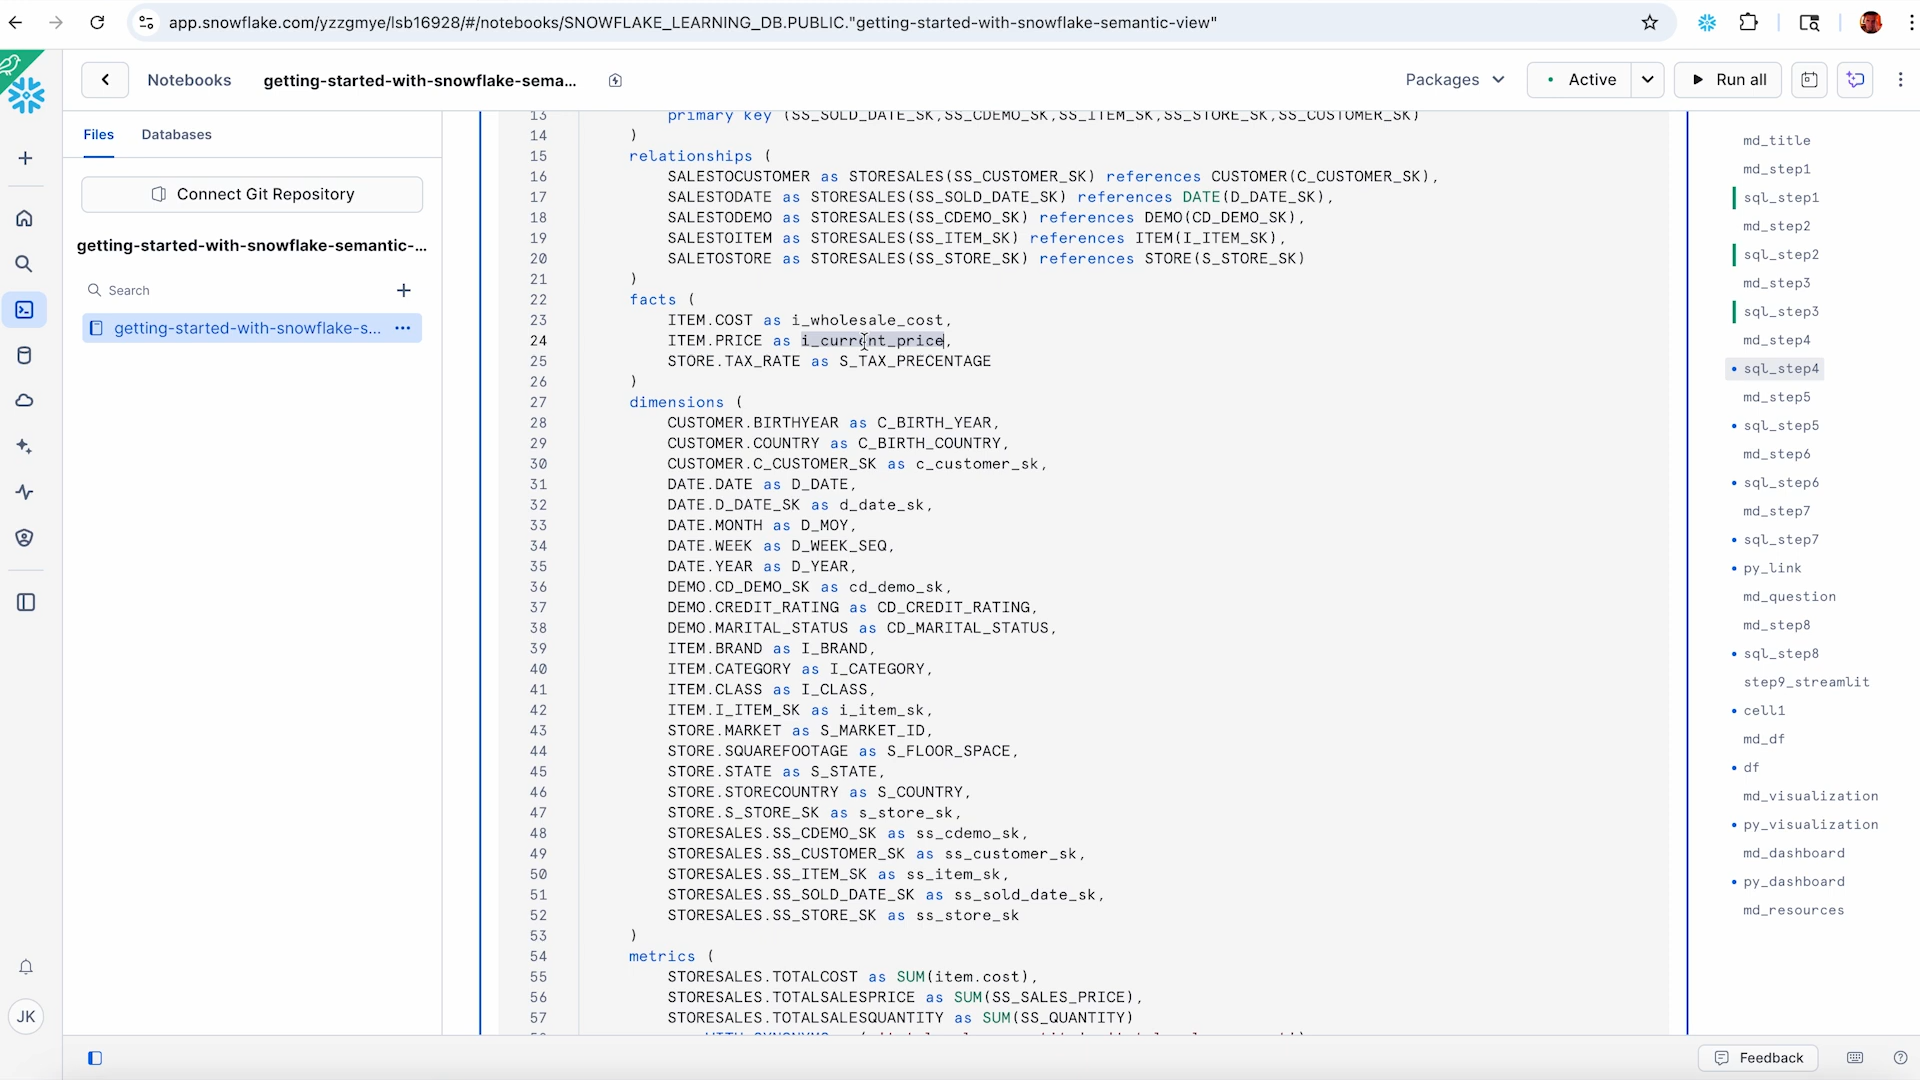 app.snowflake.com/yzzgmye/lsb16928/#/notebooks/SNOWFLAKE_LEARNING_DB.PUBLIC."getting-started-with-snowflake-semantic-view"
Notebooks getting-started-with-snowflake-sema...
Packages
Active
Run all
Files Databases
Connect Git Repository
getting-started-with-snowflake-semantic-...
Search
getting-started-with-snowflake-s...
JK
13 primary key (SS_SOLD_DATE_SK,SS_CDEMO_SK,SS_ITEM_SK,SS_STORE_SK,SS_CUSTOMER_SK)
14 )
15 relationships (
16 SALESTOCUSTOMER as STORESALES(SS_CUSTOMER_SK) references CUSTOMER(C_CUSTOMER_SK),
17 SALESTODATE as STORESALES(SS_SOLD_DATE_SK) references DATE(D_DATE_SK),
18 SALESTODEMO as STORESALES(SS_CDEMO_SK) references DEMO(CD_DEMO_SK),
19 SALESTOITEM as STORESALES(SS_ITEM_SK) references ITEM(I_ITEM_SK),
20 SALETOSTORE as STORESALES(SS_STORE_SK) references STORE(S_STORE_SK)
21 )
22 facts (
23 ITEM.COST as i_wholesale_cost,
24 ITEM.PRICE as i_current_price,
25 STORE.TAX_RATE as S_TAX_PRECENTAGE
26 )
27 dimensions (
28 CUSTOMER.BIRTHYEAR as C_BIRTH_YEAR,
29 CUSTOMER.COUNTRY as C_BIRTH_COUNTRY,
30 CUSTOMER.C_CUSTOMER_SK as c_customer_sk,
31 DATE.DATE as D_DATE,
32 DATE.D_DATE_SK as d_date_sk,
33 DATE.MONTH as D_MOY,
34 DATE.WEEK as D_WEEK_SEQ,
35 DATE.YEAR as D_YEAR,
36 DEMO.CD_DEMO_SK as cd_demo_sk,
37 DEMO.CREDIT_RATING as CD_CREDIT_RATING,
38 DEMO.MARITAL_STATUS as CD_MARITAL_STATUS,
39 ITEM.BRAND as I_BRAND,
40 ITEM.CATEGORY as I_CATEGORY,
41 ITEM.CLASS as I_CLASS,
42 ITEM.I_ITEM_SK as i_item_sk,
43 STORE.MARKET as S_MARKET_ID,
44 STORE.SQUAREFOOTAGE as S_FLOOR_SPACE,
45 STORE.STATE as S_STATE,
46 STORE.STORECOUNTRY as S_COUNTRY,
47 STORE.S_STORE_SK as s_store_sk,
48 STORESALES.SS_CDEMO_SK as ss_cdemo_sk,
49 STORESALES.SS_CUSTOMER_SK as ss_customer_sk,
50 STORESALES.SS_ITEM_SK as ss_item_sk,
51 STORESALES.SS_SOLD_DATE_SK as ss_sold_date_sk,
52 STORESALES.SS_STORE_SK as ss_store_sk
53 )
54 metrics (
55 STORESALES.TOTALCOST as SUM(item.cost),
56 STORESALES.TOTALSALESPRICE as SUM(SS_SALES_PRICE),
57 STORESALES.TOTALSALESQUANTITY as SUM(SS_QUANTITY)
md_title
md_step1
sql_step1
md_step2
sql_step2
md_step3
sql_step3
md_step4
sql_step4
md_step5
sql_step5
md_step6
sql_step6
md_step7
sql_step7
py_link
md_question
md_step8
sql_step8
step9_streamlit
cell1
md_df
df
md_visualization
py_visualization
md_dashboard
py_dashboard
md_resources
Feedback